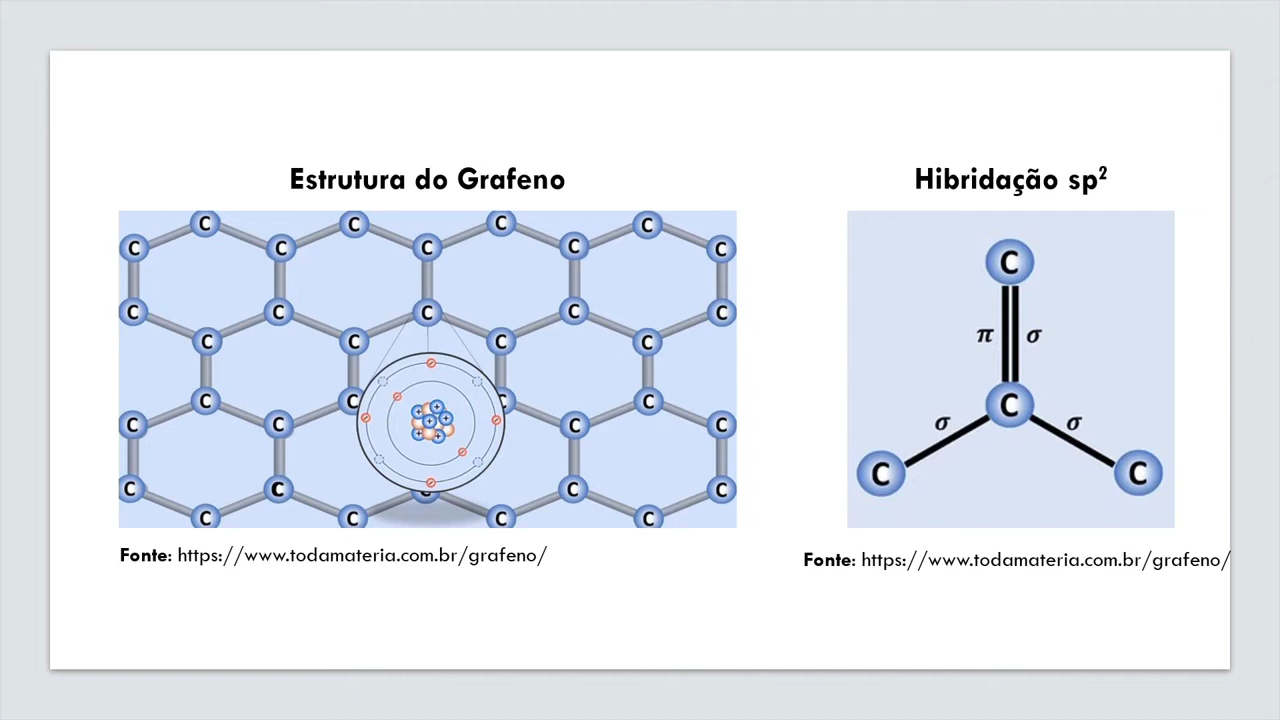 Estrutura do Grafeno
C C C C
C C C C C
C C C C C
C C C C
C C C C
C C C C
C C C C C
C C C C
Fonte: https://www.todamateria.com.br/grafeno/
Hibridação sp²
C
π σ
C
σ σ
C C
Fonte: https://www.todamateria.com.br/grafeno/